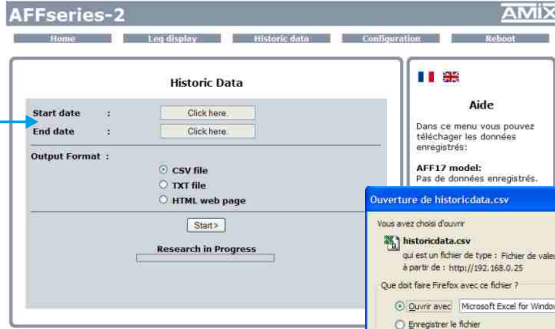 AFFseries-2
AMiX
Home Leg display Historic data Configuration Reboot
Historic Data
Start date : Click here.
End date : Click here.
Output Format :
CSV file
TXT file
HTML web page
Start>
Research in Progress
Aide
Dans ce menu vous pouvez
téléchager les données
enregistrés:
AFF17 model:
Pas de données enregistrés.
Ouverture de historicdata.csv
Vous avez choisi d'ouvrir
historicdata.csv
qui est un fichier de type : Fichier de valeu
à partir de : http://192.168.0.25
Que doit faire Firefox avec ce fichier ?
Ouvrir avec Microsoft Excel for Windo
Enregistrer le fichier